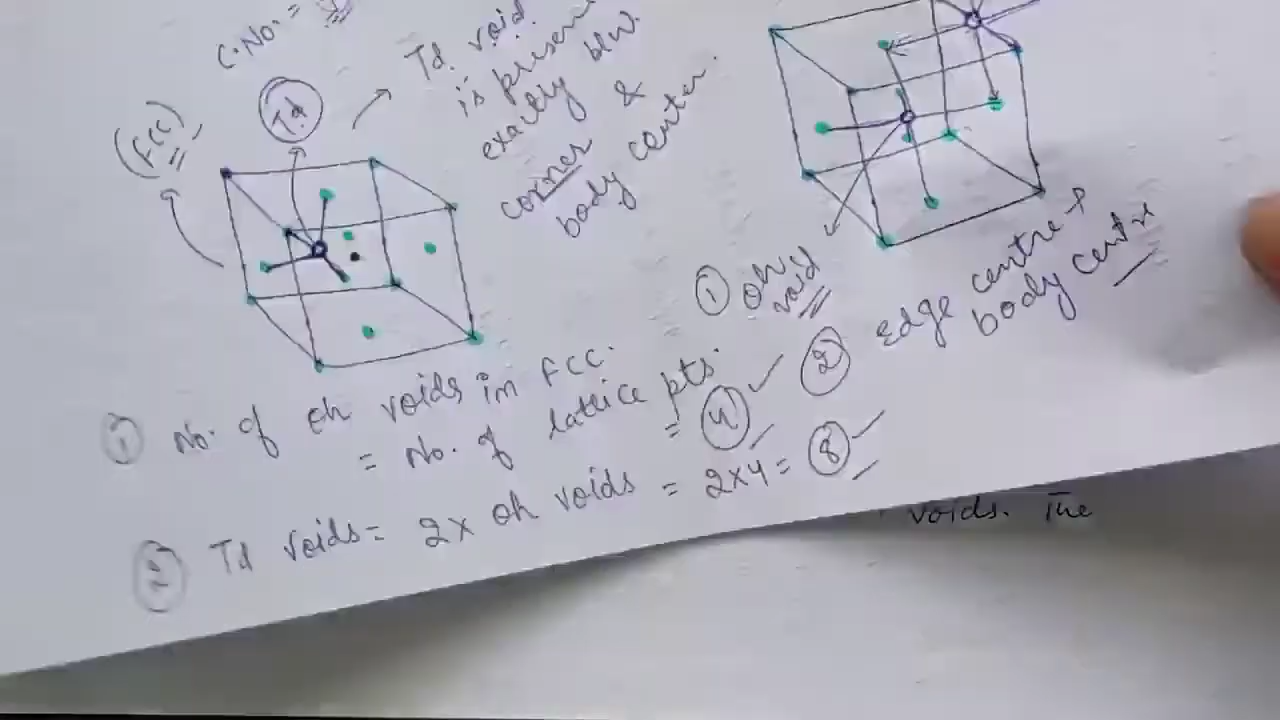 C.No. =
Td
(FCC)
Td void
is present
exactly b/w
corner &
body center.
① Oh void
② edge centre &
body centre
① No. of oh voids in FCC.
= No. of lattice pts.
= 4
② Td voids = 2 x oh voids = 2x4 = 8
voids. The